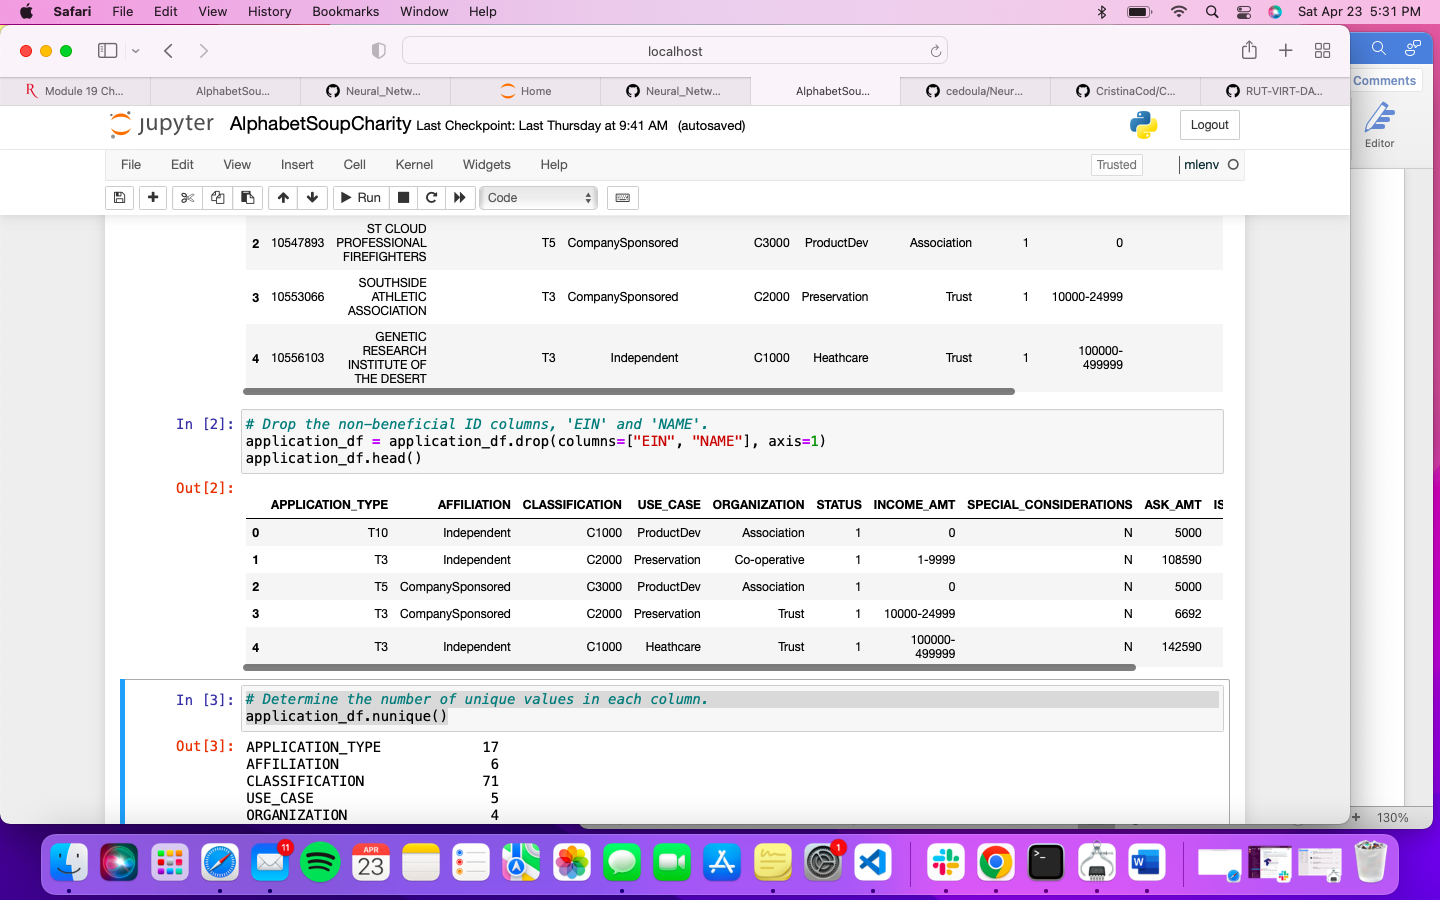 Safari File Edit View History Bookmarks Window Help Sat Apr 23 5:31 PM
localhost
Module 19 Ch... AlphabetSou... Neural_Netw... Home Neural_Netw... AlphabetSou... cedoula/Neur... CristinaCod/C... RUT-VIRT-DA...
Comments
Editor
jupyter AlphabetSoupCharity Last Checkpoint: Last Thursday at 9:41 AM (autosaved) Logout
File Edit View Insert Cell Kernel Widgets Help Trusted mlenv
Run Code
ST CLOUD
2 10547893 PROFESSIONAL T5 CompanySponsored C3000 ProductDev Association 1 0
FIREFIGHTERS
SOUTHSIDE
3 10553066 ATHLETIC T3 CompanySponsored C2000 Preservation Trust 1 10000-24999
ASSOCIATION
GENETIC
RESEARCH
4 10556103 INSTITUTE OF T3 Independent C1000 Heathcare Trust 1 100000-
499999
THE DESERT
In [2]: # Drop the non-beneficial ID columns, 'EIN' and 'NAME'.
application_df = application_df.drop(columns=["EIN", "NAME"], axis=1)
application_df.head()
Out[2]:
APPLICATION_TYPE AFFILIATION CLASSIFICATION USE_CASE ORGANIZATION STATUS INCOME_AMT SPECIAL_CONSIDERATIONS ASK_AMT IS
0 T10 Independent C1000 ProductDev Association 1 0 N 5000
1 T3 Independent C2000 Preservation Co-operative 1 1-9999 N 108590
2 T5 CompanySponsored C3000 ProductDev Association 1 0 N 5000
3 T3 CompanySponsored C2000 Preservation Trust 1 10000-24999 N 6692
4 T3 Independent C1000 Heathcare Trust 1 100000-
499999 N 142590
In [3]: # Determine the number of unique values in each column.
application_df.nunique()
Out[3]: APPLICATION_TYPE 17
AFFILIATION 6
CLASSIFICATION 71
USE_CASE 5
ORGANIZATION 4
130%
11
APR
23
1